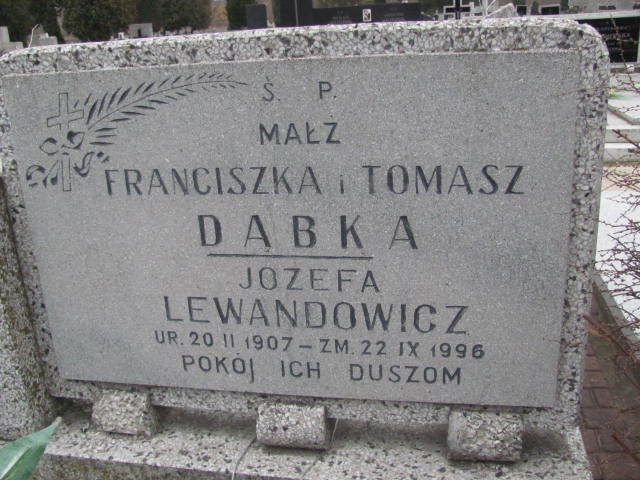 Ś. P.
MAŁŻ
FRANCISZKA i TOMASZ
DĄBKA
JÓZEFA
LEWANDOWICZ
UR. 20 II 1907 – ZM. 22 IX 1996
POKÓJ ICH DUSZOM